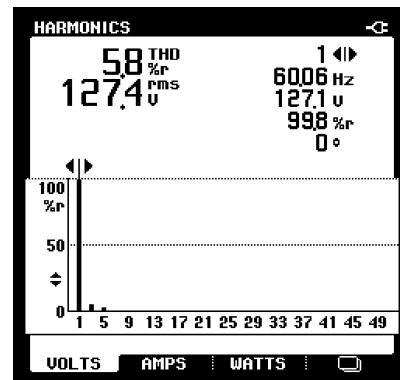 HARMONICS
5.8 THD %r
127.4 rms V
1
60.06 Hz
127.1 V
99.8 %r
0 °
100
%r
50
0
1 5 9 13 17 21 25 29 33 37 41 45 49
VOLTS AMPS WATTS